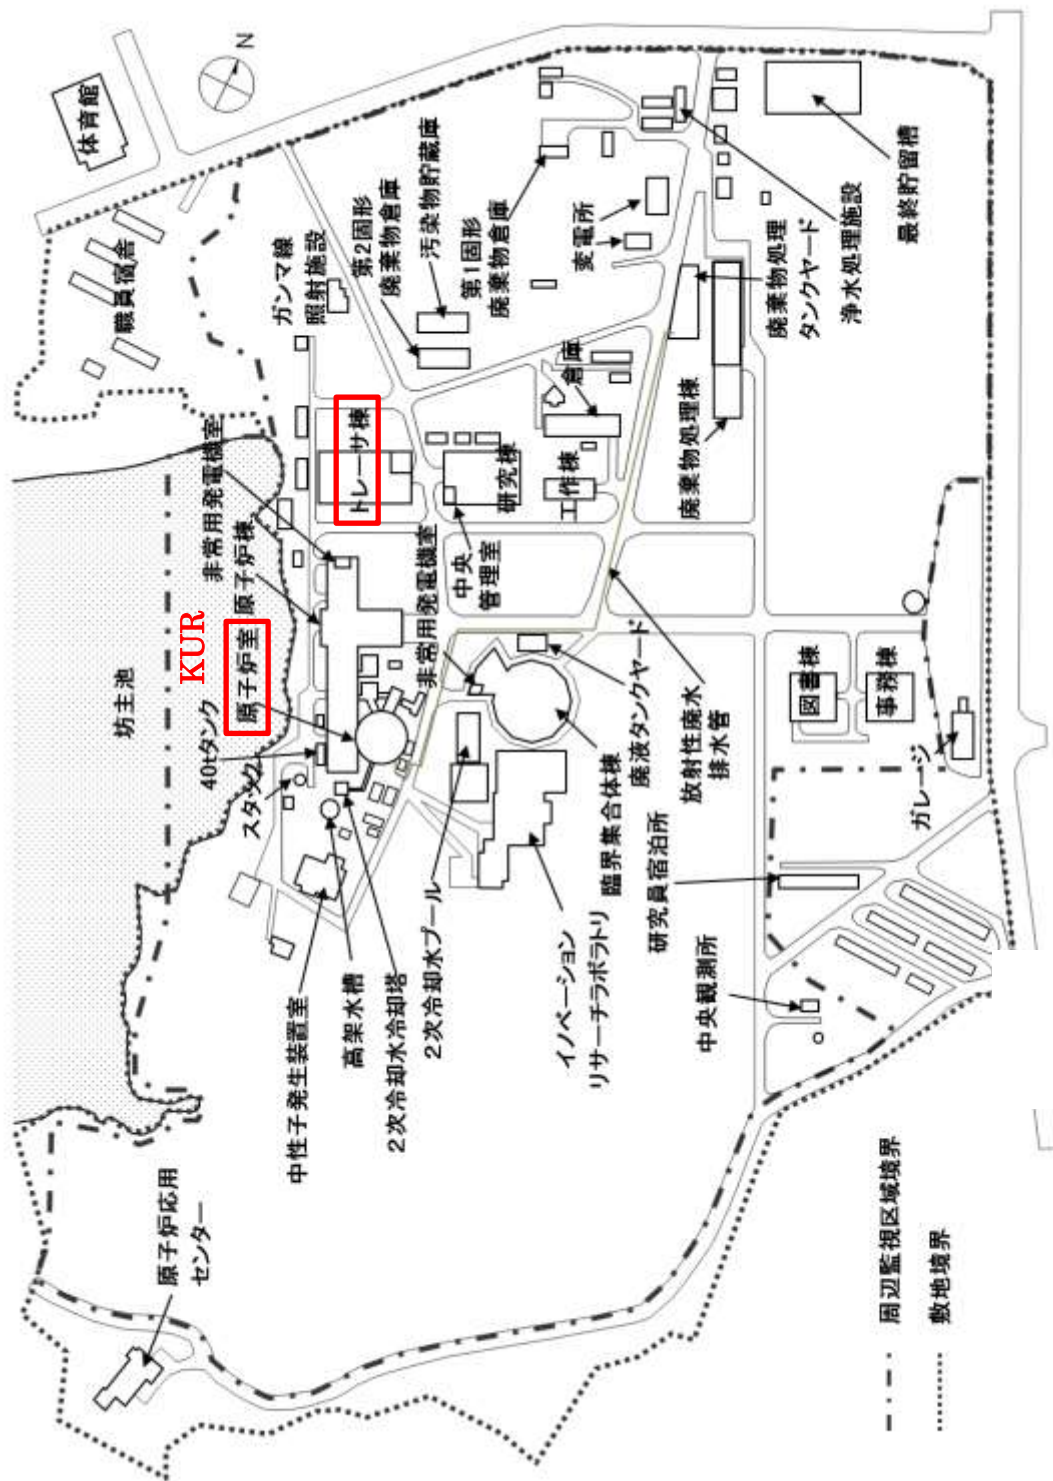 N
体育館
職員宿舎
ガンマ線
照射施設
第2固形
廃棄物倉庫
汚染物貯蔵庫
第1固形
廃棄物倉庫
変電所
廃棄物処理
タンクヤード
浄水処理施設
最終貯留槽
非常用発電機室
原子炉棟
KUR
原子炉室
トレーサ棟
研究棟
中央
管理室
工作棟
倉庫
廃棄物処理棟
坊主池
40tタンク
スタック
非常用発電機室
廃液タンクヤード
放射性廃水
排水管
図書棟
事務棟
ガレージ
中性子発生装置室
高架水槽
2次冷却水冷却塔
2次冷却水プール
イノベーション
リサーチラボラトリ
臨界集合体棟
研究員宿泊所
中央観測所
原子炉応用
センター
周辺監視区域境界
敷地境界